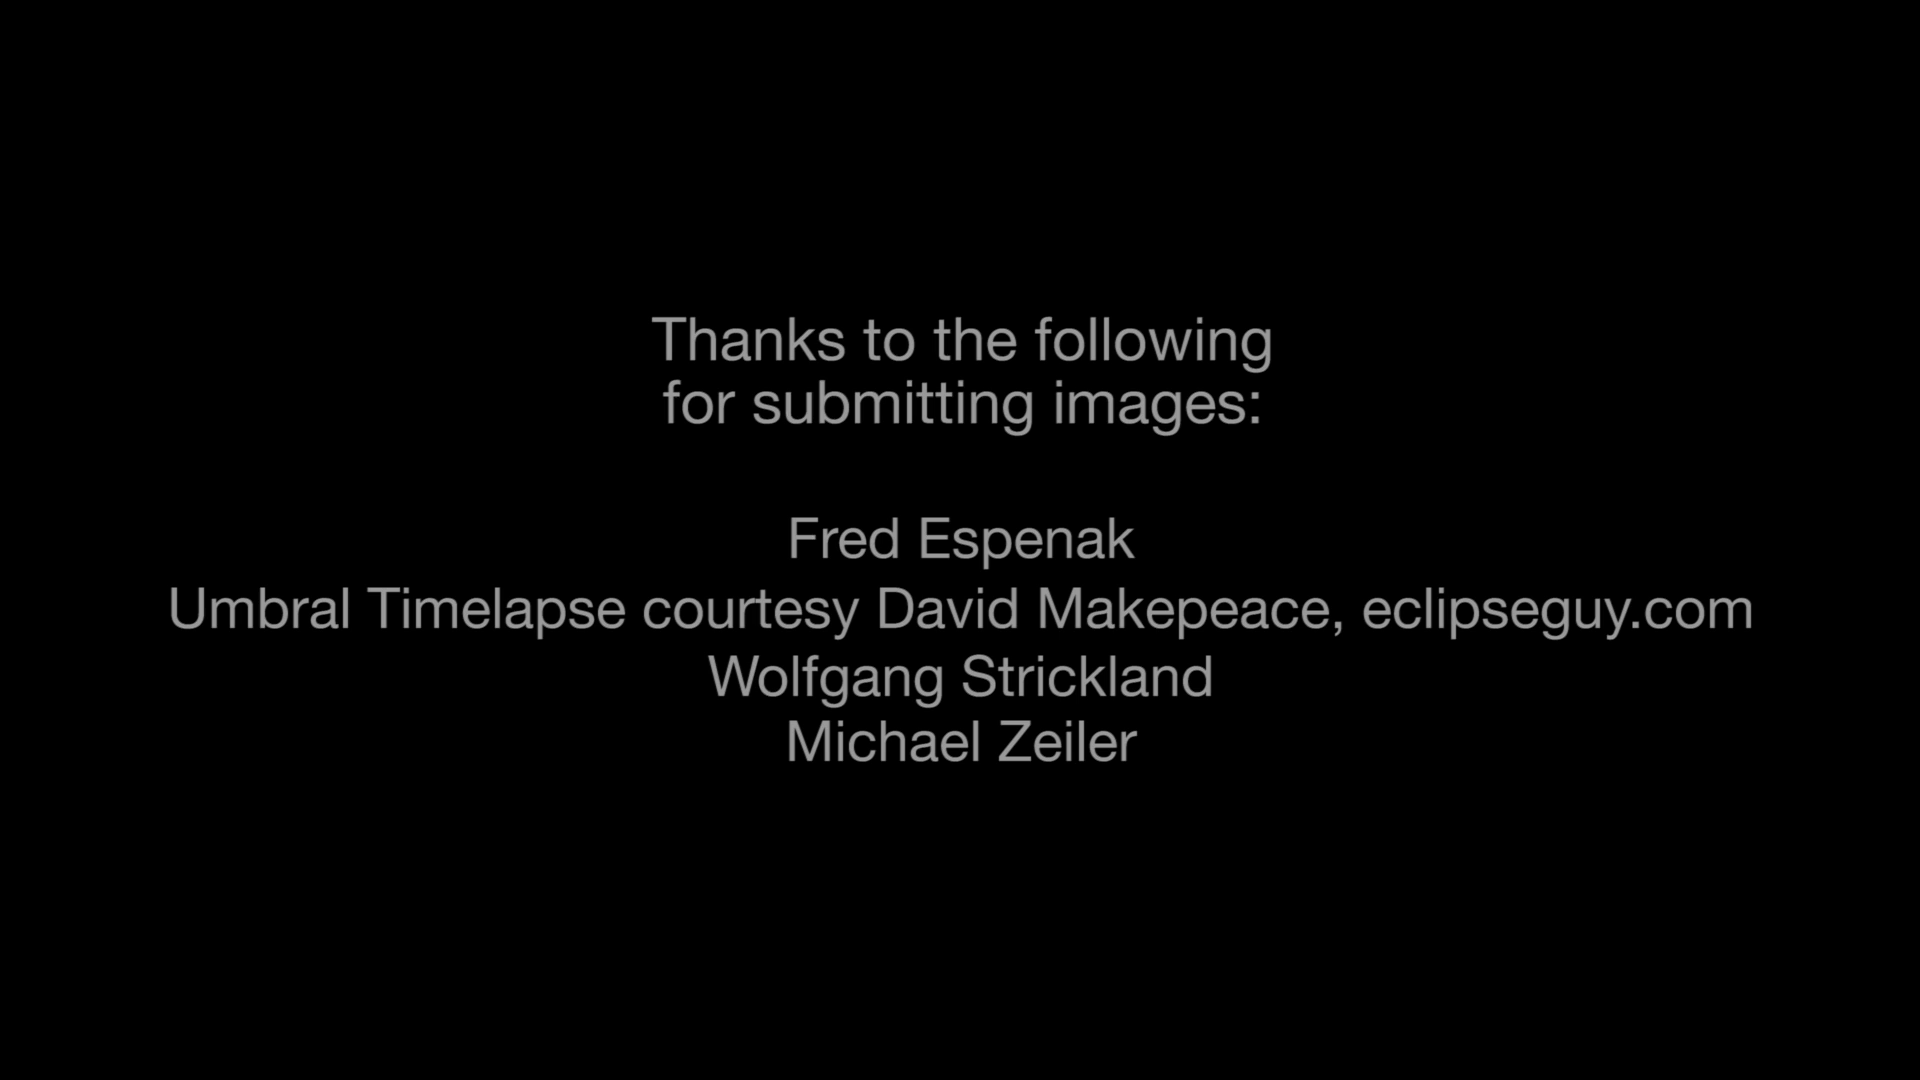 Thanks to the following
for submitting images:
Fred Espenak
Umbral Timelapse courtesy David Makepeace, eclipseguy.com
Wolfgang Strickland
Michael Zeiler